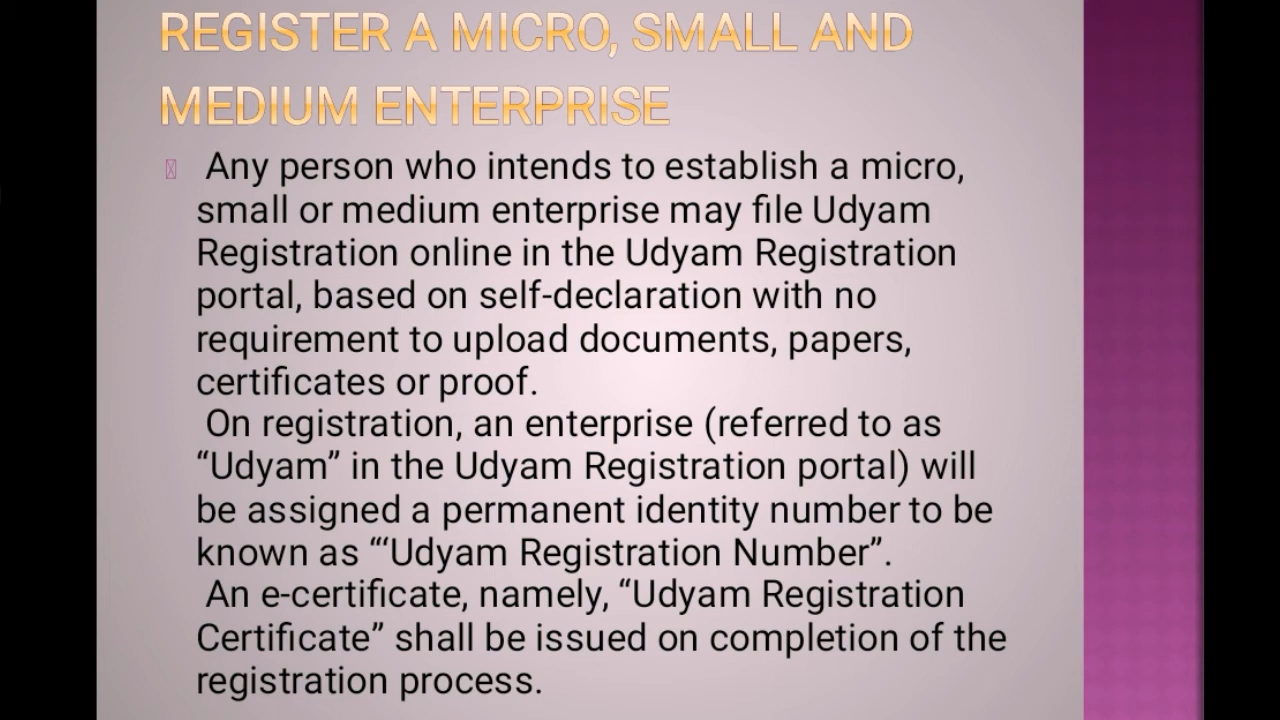 REGISTER A MICRO, SMALL AND
MEDIUM ENTERPRISE
Any person who intends to establish a micro,
small or medium enterprise may file Udyam
Registration online in the Udyam Registration
portal, based on self-declaration with no
requirement to upload documents, papers,
certificates or proof.
On registration, an enterprise (referred to as
“Udyam” in the Udyam Registration portal) will
be assigned a permanent identity number to be
known as “‘Udyam Registration Number”.
An e-certificate, namely, “Udyam Registration
Certificate” shall be issued on completion of the
registration process.